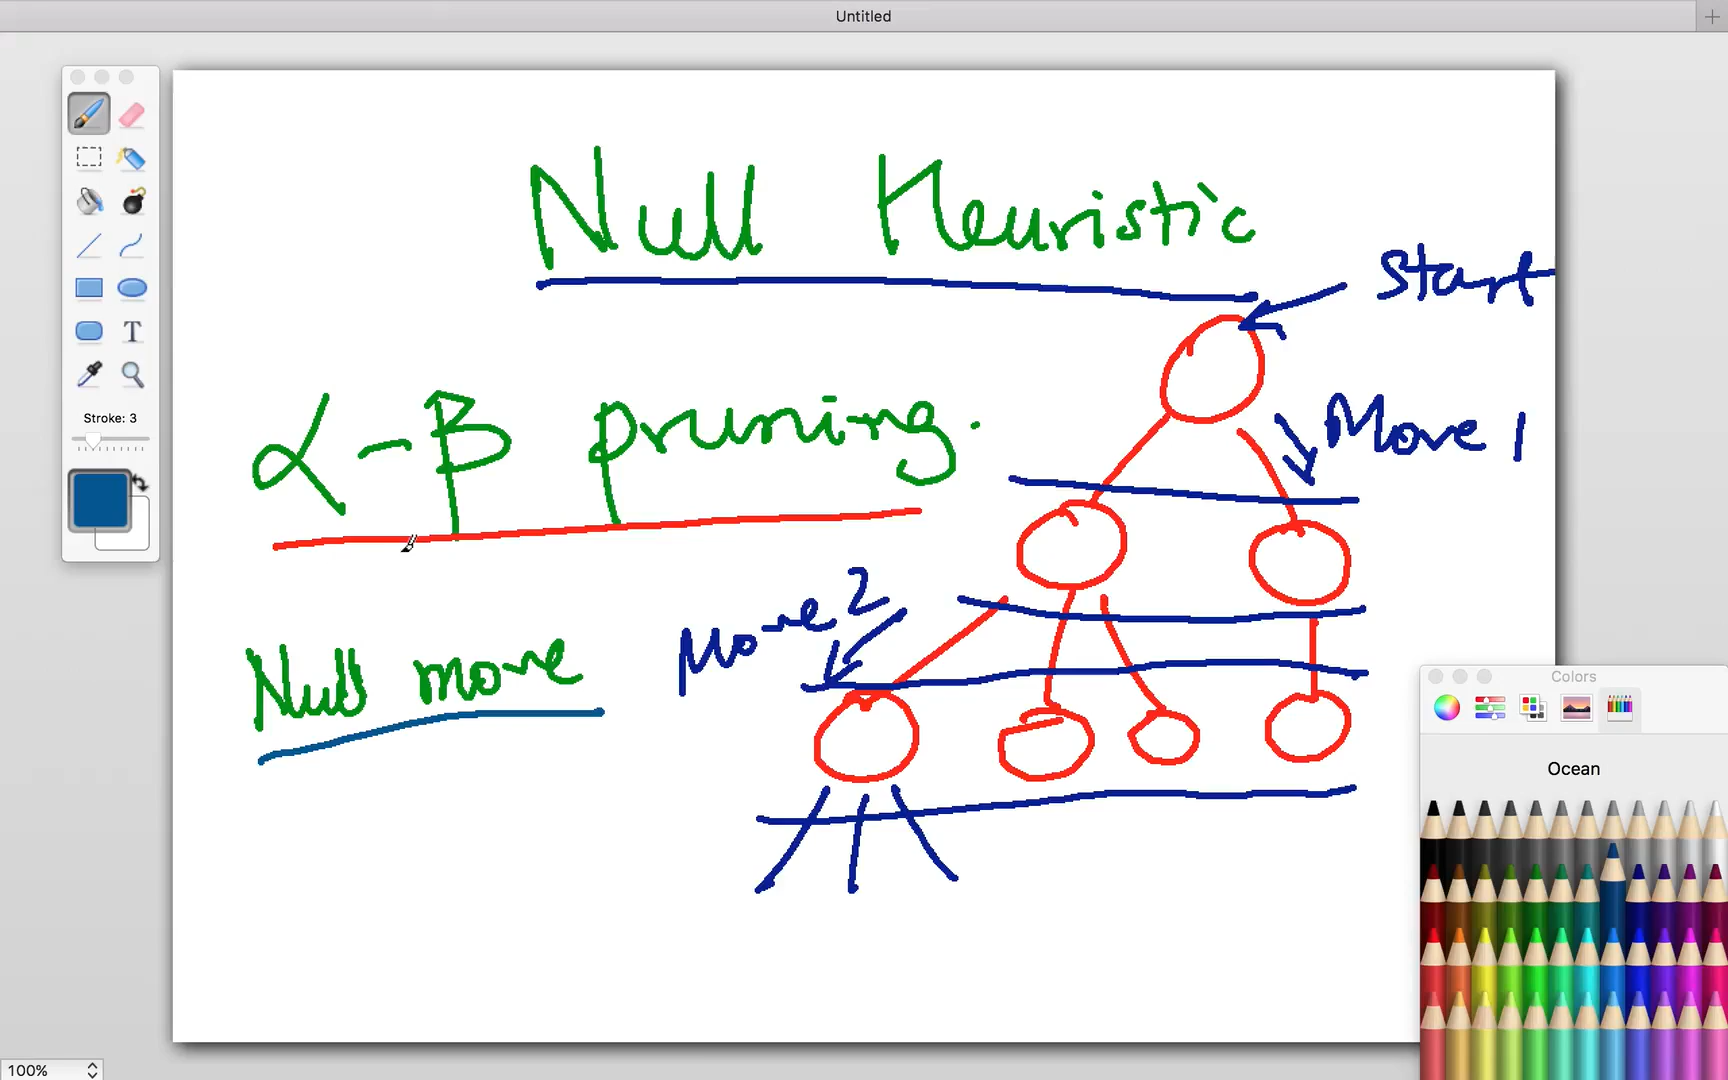 Untitled
Null Heuristic
Start
Stroke: 3
α-β pruning.
Move 1
Move 2
Null move
Colors
Ocean
100%